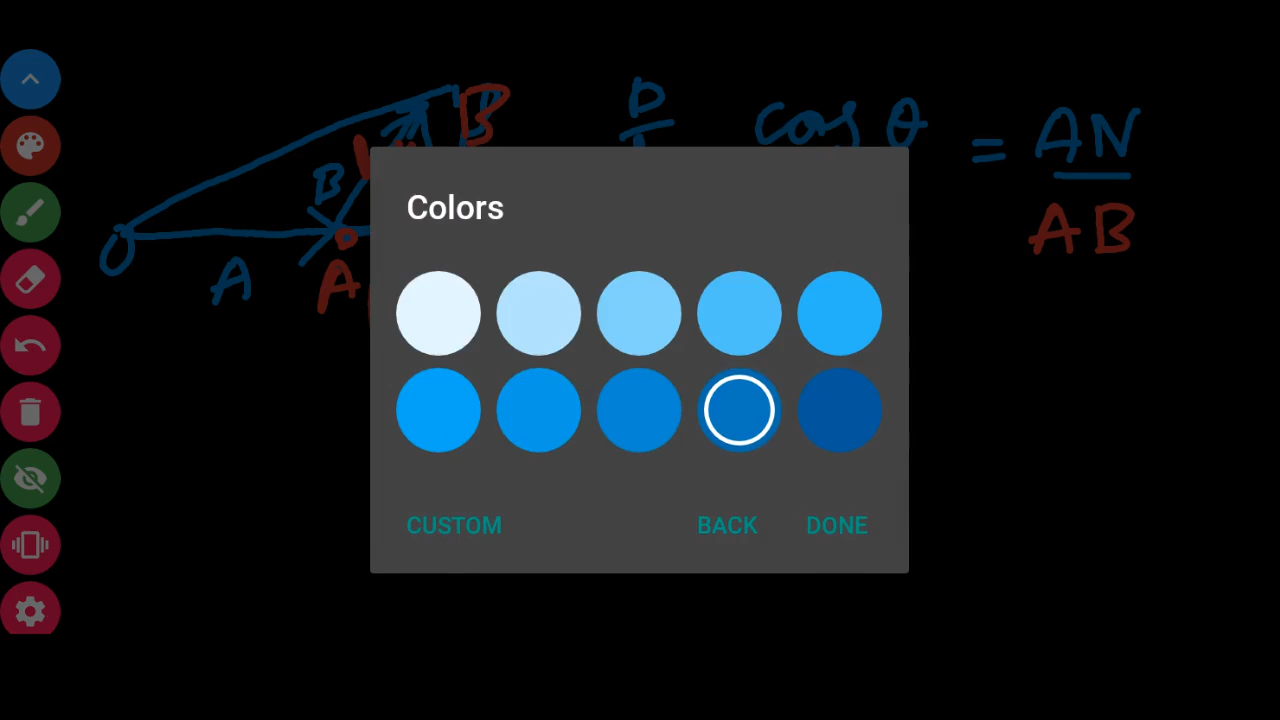 P
cos θ = AN
AB
B
B
O
A
A
Colors
CUSTOM BACK DONE